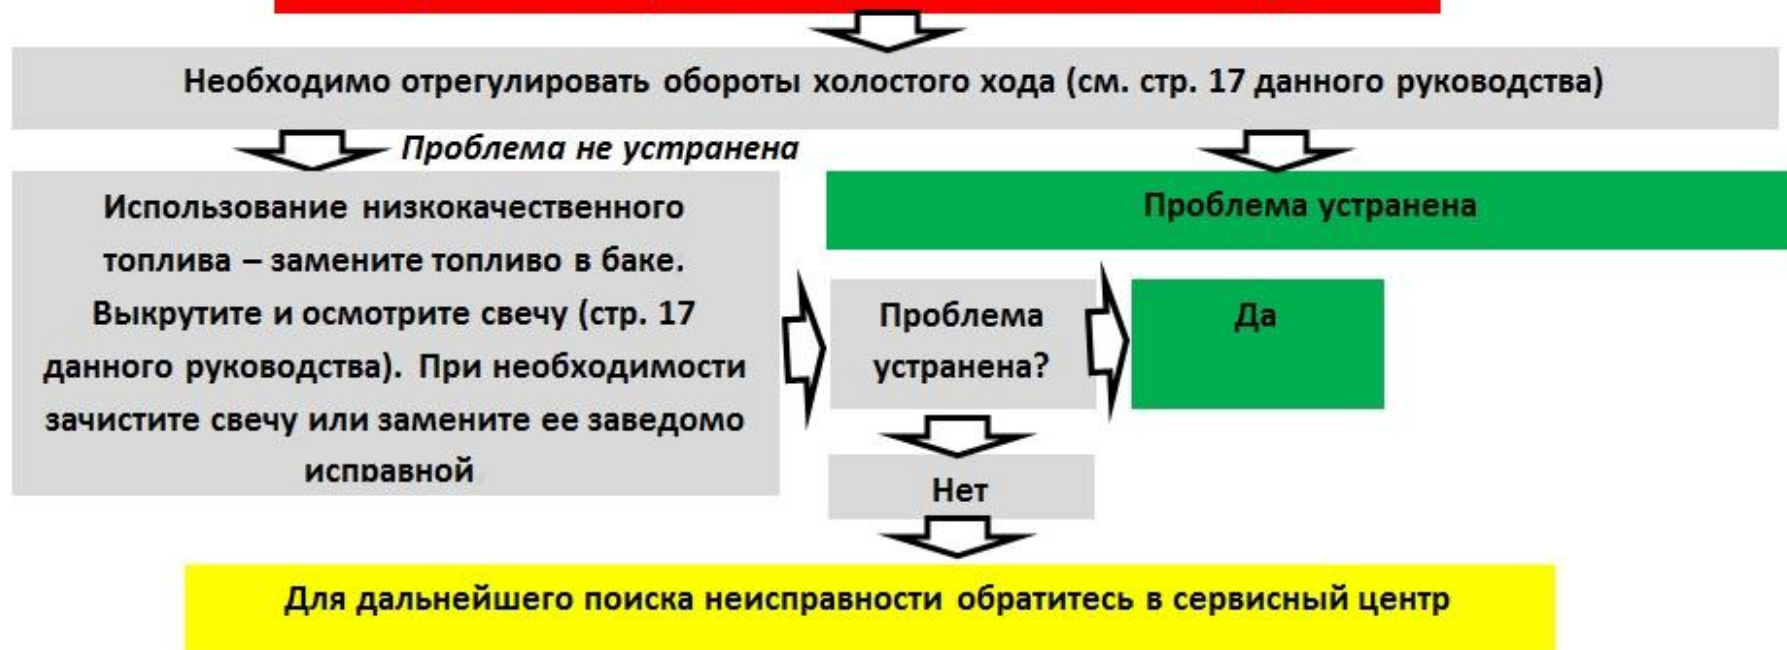 Необходимо отрегулировать обороты холостого хода (см. стр. 17 данного руководства)
Проблема не устранена
Использование низкокачественного
топлива – замените топливо в баке.
Выкрутите и осмотрите свечу (стр. 17
данного руководства). При необходимости
зачистите свечу или замените ее заведомо
исправной
Проблема устранена
Проблема
устранена?
Да
Нет
Для дальнейшего поиска неисправности обратитесь в сервисный центр